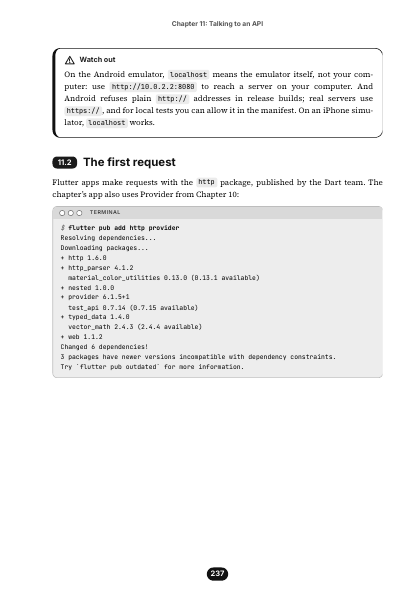 Chapter 11: Talking to an API
Watch out
On the Android emulator, localhost means the emulator itself, not your com-
puter: use http://10.0.2.2:8080 to reach a server on your computer. And
Android refuses plain http:// addresses in release builds; real servers use
https://, and for local tests you can allow it in the manifest. On an iPhone simu-
lator, localhost works.
11.2 The first request
Flutter apps make requests with the http package, published by the Dart team. The
chapter's app also uses Provider from Chapter 10:
TERMINAL
$ flutter pub add http provider
Resolving dependencies...
Downloading packages...
+ http 1.6.0
+ http_parser 4.1.2
  material_color_utilities 0.13.0 (0.13.1 available)
+ nested 1.0.0
+ provider 6.1.5+1
  test_api 0.7.14 (0.7.15 available)
+ typed_data 1.4.0
  vector_math 2.4.3 (2.4.4 available)
+ web 1.1.2
Changed 6 dependencies!
3 packages have newer versions incompatible with dependency constraints.
Try `flutter pub outdated` for more information.
237